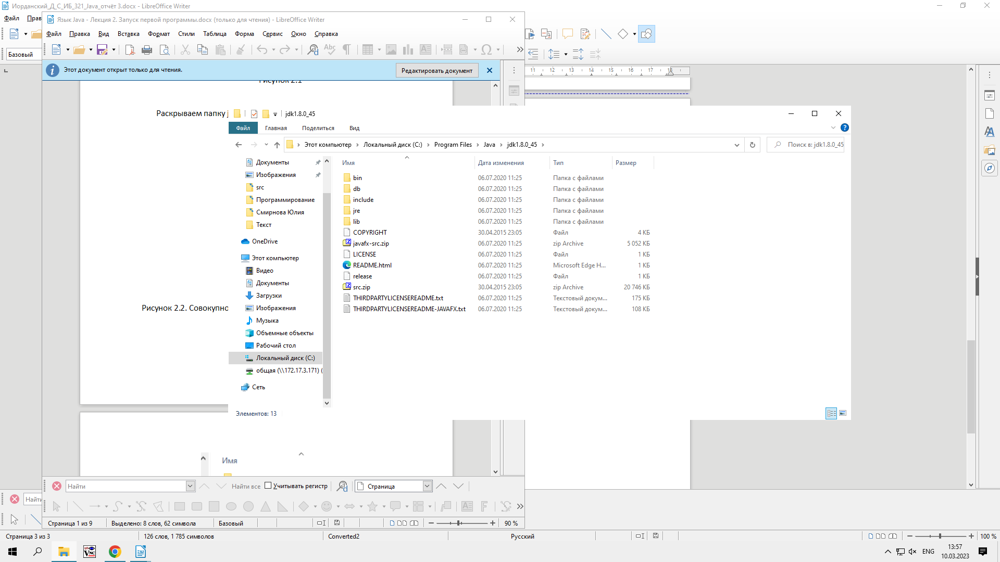 Иорданский_Д_С_ИБ_321_Java_отчёт 3.docx - LibreOffice Writer
Файл
Язык Java - Лекция 2. Запуск первой программы.docx (только для чтения) - LibreOffice Writer
Файл Правка Вид Вставка Формат Стили Таблица Форма Сервис Окно Справка
Базовый
Этот документ открыт только для чтения.
Редактировать документ
11 12 13 14 15 16 17 18
Рисунок 2.1
Раскрываем папку j
jdk1.8.0_45
Файл Главная Поделиться Вид
Этот компьютер Локальный диск (C:) Program Files Java jdk1.8.0_45
Поиск в: jdk1.8.0_45
Документы
Изображения
src
Программирование
Смирнова Юлия
Текст
OneDrive
Этот компьютер
Видео
Документы
Загрузки
Изображения
Музыка
Объемные объекты
Рабочий стол
Локальный диск (C:)
общая (\\172.17.3.171) (
Сеть
Имя Дата изменения Тип Размер
bin 06.07.2020 11:25 Папка с файлами
db 06.07.2020 11:25 Папка с файлами
include 06.07.2020 11:25 Папка с файлами
jre 06.07.2020 11:25 Папка с файлами
lib 06.07.2020 11:25 Папка с файлами
COPYRIGHT 30.04.2015 23:05 Файл 4 КБ
javafx-src.zip 06.07.2020 11:25 zip Archive 5 052 КБ
LICENSE 06.07.2020 11:25 Файл 1 КБ
README.html 06.07.2020 11:25 Microsoft Edge H... 1 КБ
release 06.07.2020 11:25 Файл 1 КБ
src.zip 30.04.2015 23:05 zip Archive 20 746 КБ
THIRDPARTYLICENSEREADME.txt 06.07.2020 11:25 Текстовый докум... 175 КБ
THIRDPARTYLICENSEREADME-JAVAFX.txt 06.07.2020 11:25 Текстовый докум... 108 КБ
Элементов: 13
Рисунок 2.2. Совокупно
Имя
Найти Найти все Учитывать регистр Страница
Страница 1 из 9 Выделено: 8 слов, 62 символа Базовый 90 %
Страница 3 из 3 126 слов, 1 785 символов Converted2 Русский 100 %
VNC
ENG
13:57
10.03.2023